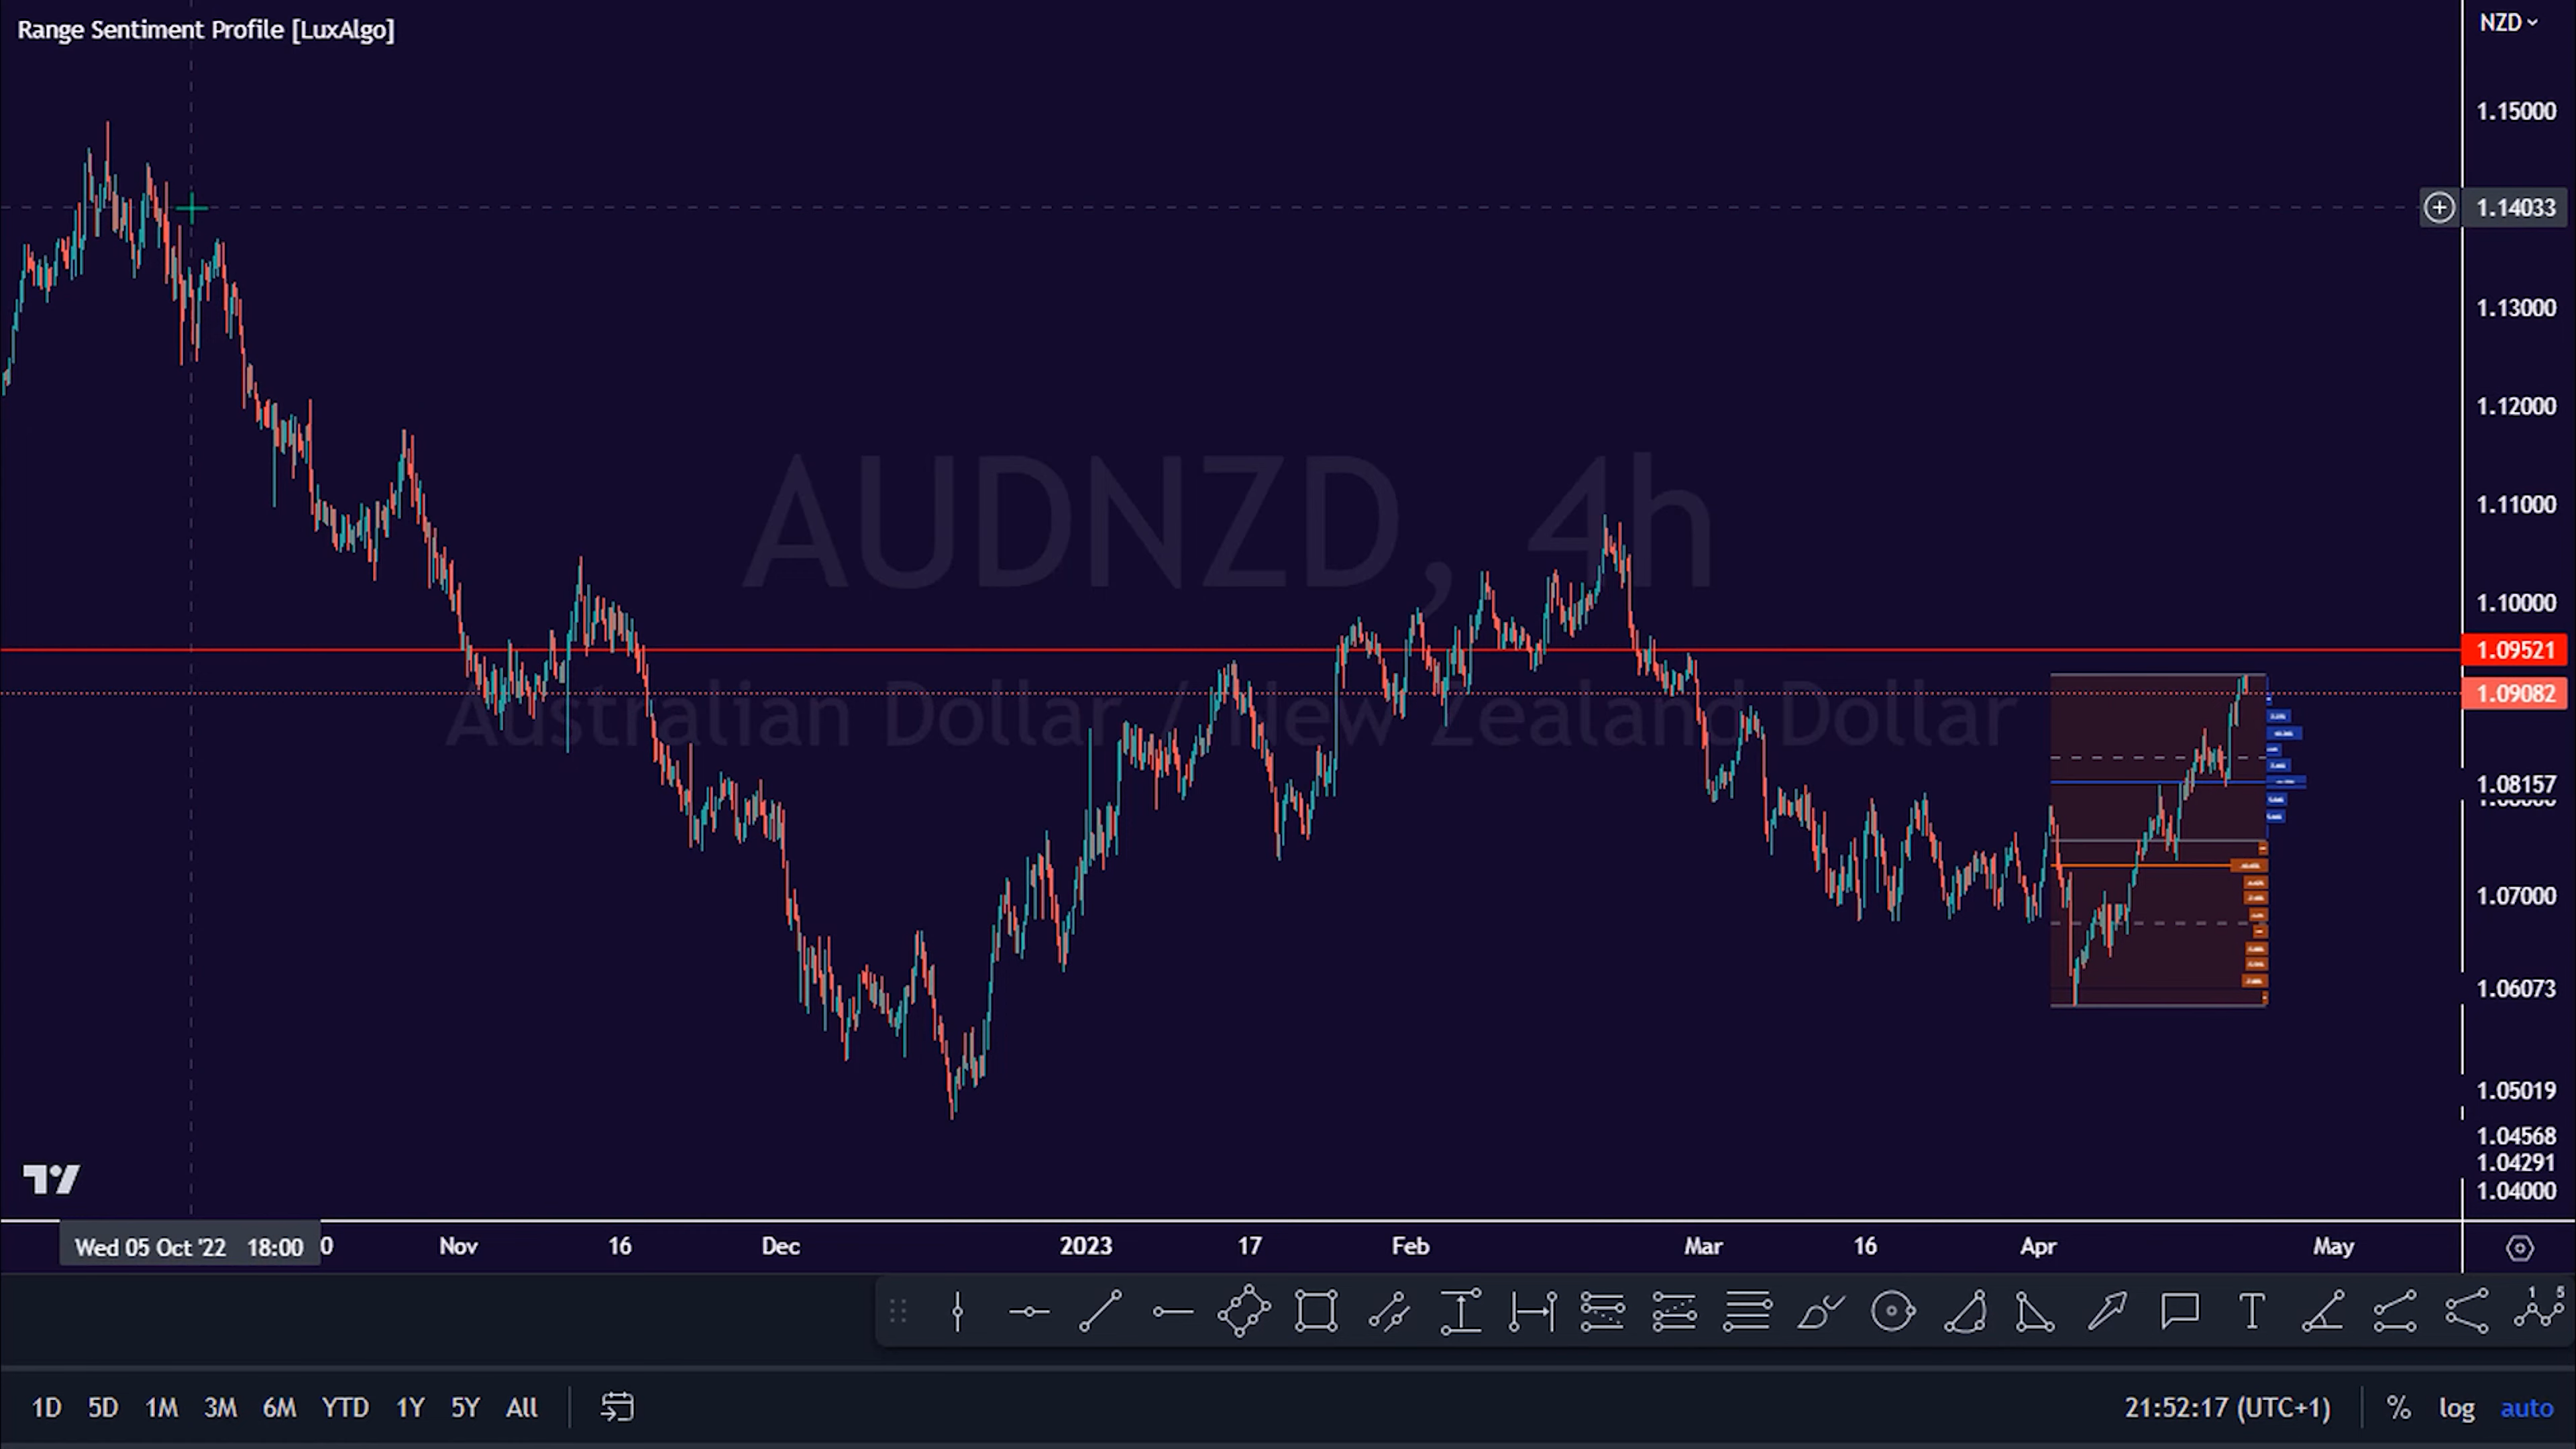 Range Sentiment Profile [LuxAlgo]
NZD
1.15000
1.14033
1.13000
1.12000
1.11000
1.10000
1.09521
1.09082
1.08157
1.07000
1.06073
1.05019
1.04568
1.04291
1.04000
AUDNZD, 4h
Australian Dollar / New Zealand Dollar
Wed 05 Oct '22 18:00
Nov 16 Dec 2023 17 Feb Mar 16 Apr May
T
1 5
1D 5D 1M 3M 6M YTD 1Y 5Y All
21:52:17 (UTC+1) % log auto